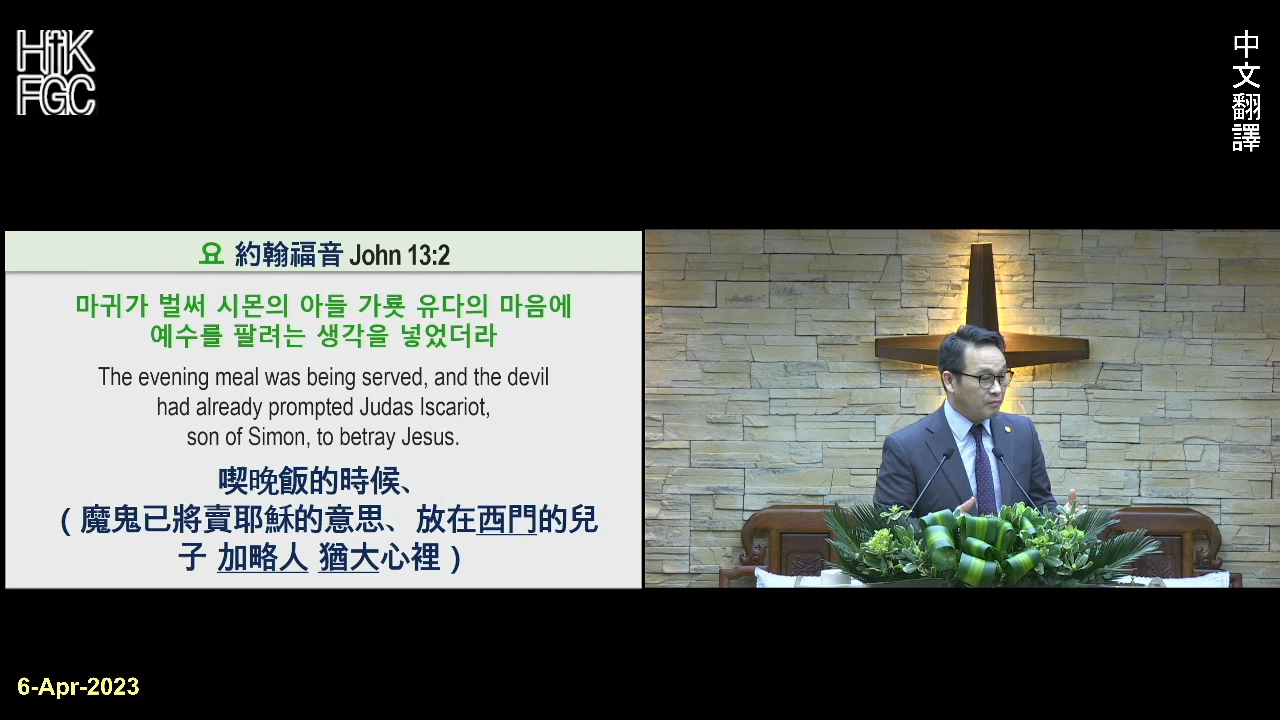 HfK
FGC
中文翻譯
요 約翰福音 John 13:2
마귀가 벌써 시몬의 아들 가룟 유다의 마음에
예수를 팔려는 생각을 넣었더라
The evening meal was being served, and the devil
had already prompted Judas Iscariot,
son of Simon, to betray Jesus.
喫晚飯的時候、
（魔鬼已將賣耶穌的意思、放在西門的兒
子 加略人 猶大心裡）
6-Apr-2023